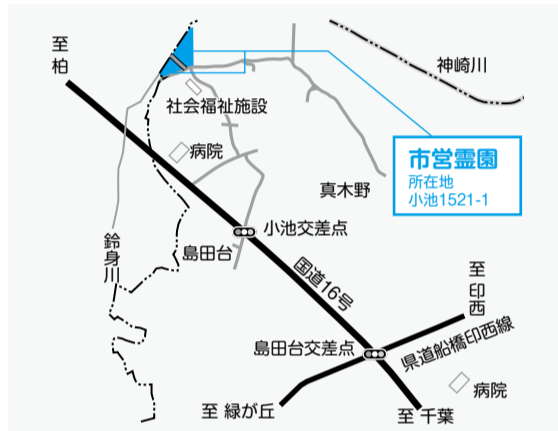 至
柏
神崎川
社会福祉施設
病院
市営霊園
所在地
小池1521-1
真木野
小池交差点
島田台
鈴身川
国道16号
至
印
西
島田台交差点
県道船橋印西線
病院
至 緑が丘
至 千葉